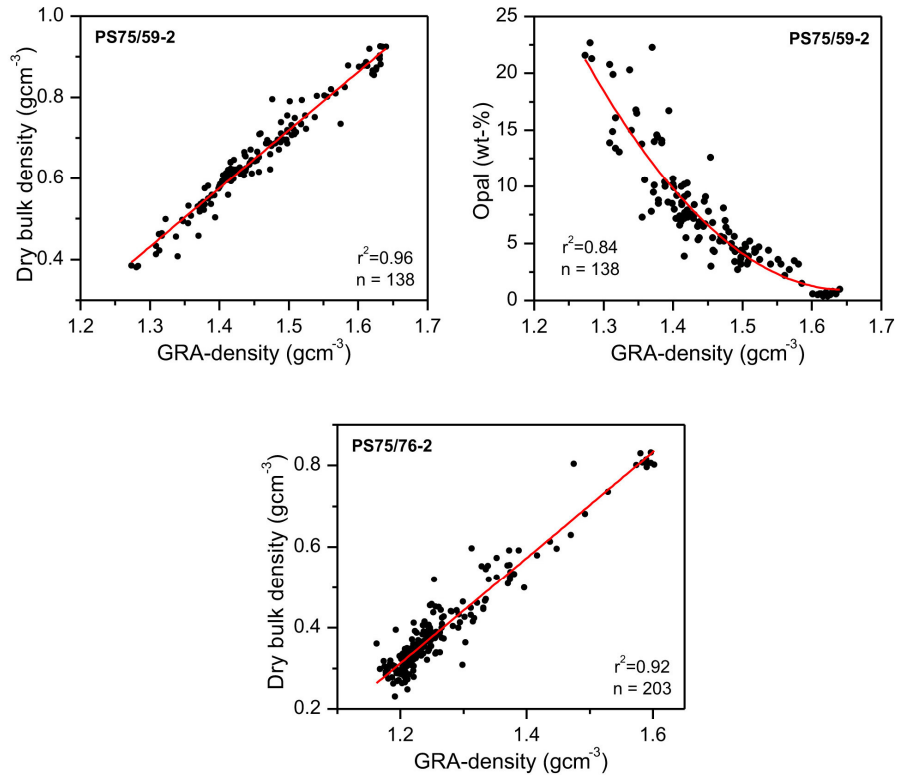 PS75/59-2
Dry bulk density (gcm⁻³)
1.0
0.8
0.6
0.4
r²=0.96
n = 138
1.2 1.3 1.4 1.5 1.6 1.7
GRA-density (gcm⁻³)
PS75/59-2
Opal (wt-%)
25
20
15
10
5
0
r²=0.84
n = 138
1.2 1.3 1.4 1.5 1.6 1.7
GRA-density (gcm⁻³)
PS75/76-2
Dry bulk density (gcm⁻³)
0.8
0.6
0.4
0.2
r²=0.92
n = 203
1.2 1.4 1.6
GRA-density (gcm⁻³)